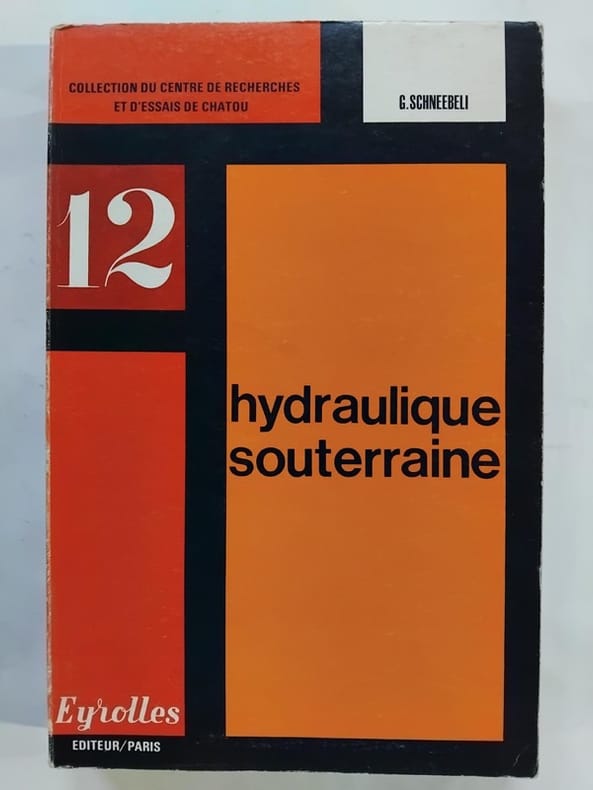 COLLECTION DU CENTRE DE RECHERCHES
ET D'ESSAIS DE CHATOU
G. SCHNEEBELI
12
hydraulique
souterraine
Eyrolles
EDITEUR/PARIS